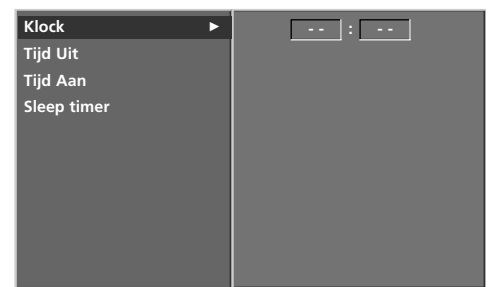 Klock ► - - : - -
Tijd Uit
Tijd Aan
Sleep timer